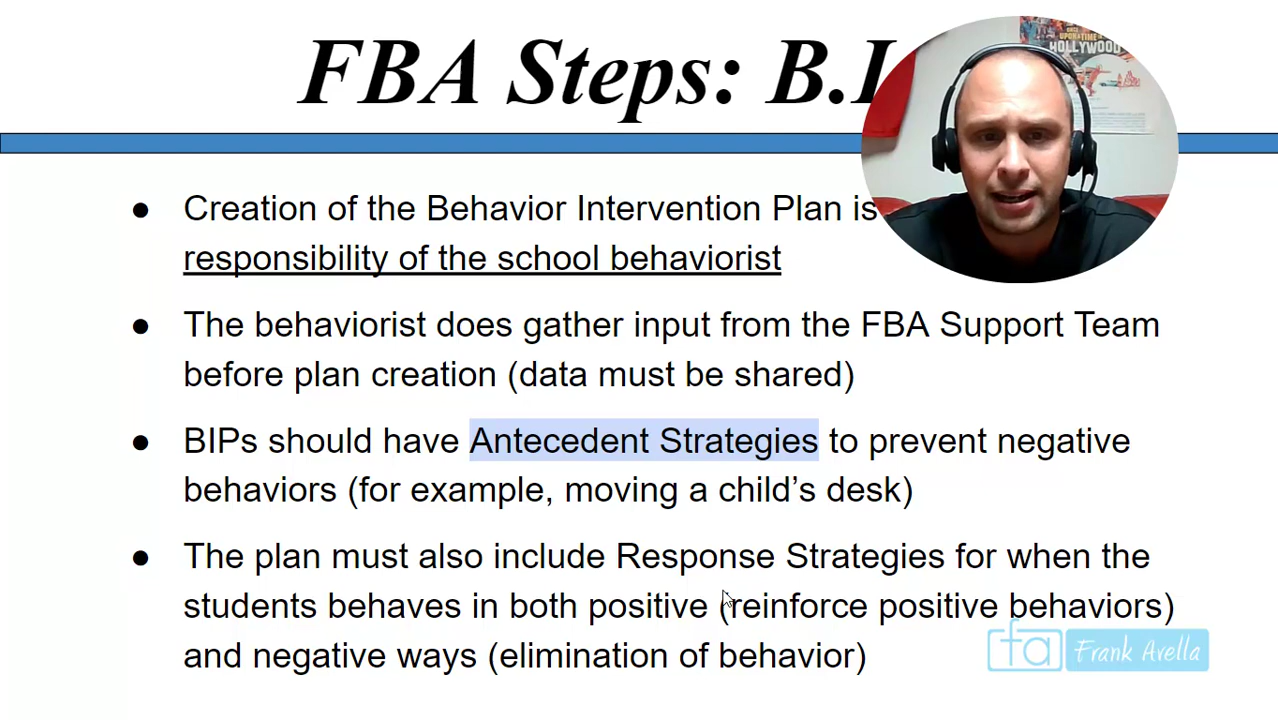 FBA Steps: B.I
HOLLYWOOD
● Creation of the Behavior Intervention Plan is
responsibility of the school behaviorist
● The behaviorist does gather input from the FBA Support Team
before plan creation (data must be shared)
● BIPs should have Antecedent Strategies to prevent negative
behaviors (for example, moving a child’s desk)
● The plan must also include Response Strategies for when the
students behaves in both positive (reinforce positive behaviors)
and negative ways (elimination of behavior)
fa Frank Avella